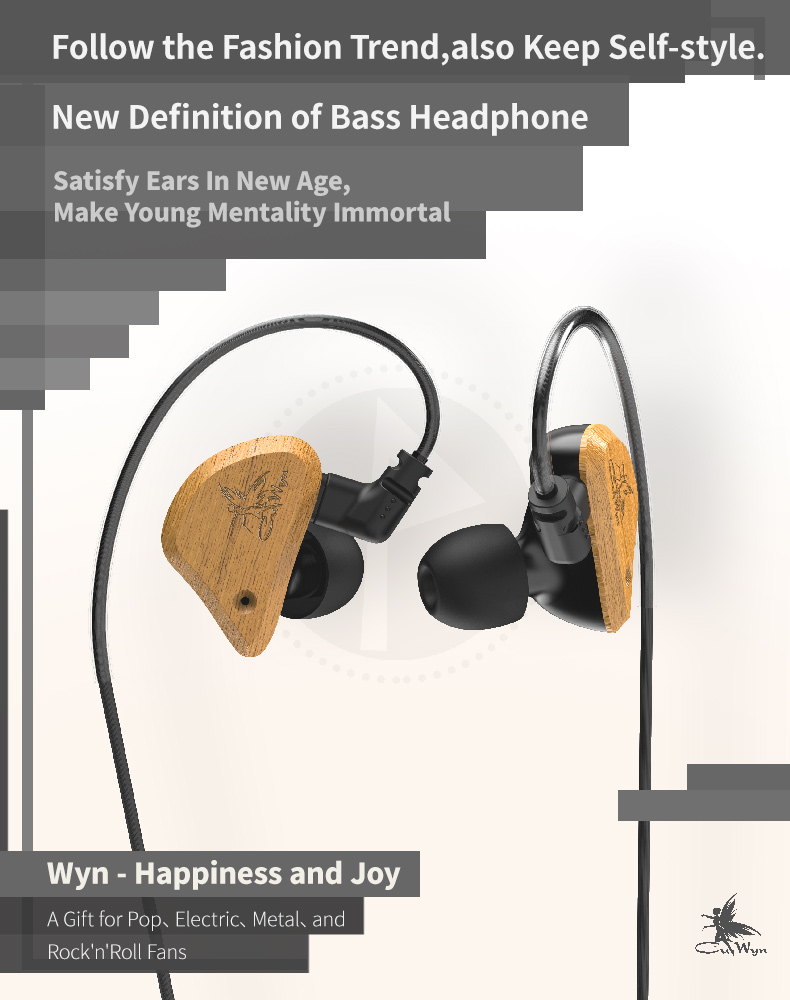 Follow the Fashion Trend,also Keep Self-style.
New Definition of Bass Headphone
Satisfy Ears In New Age,
Make Young Mentality Immortal
Wyn - Happiness and Joy
A Gift for Pop、Electric、Metal、and
Rock'n'Roll Fans